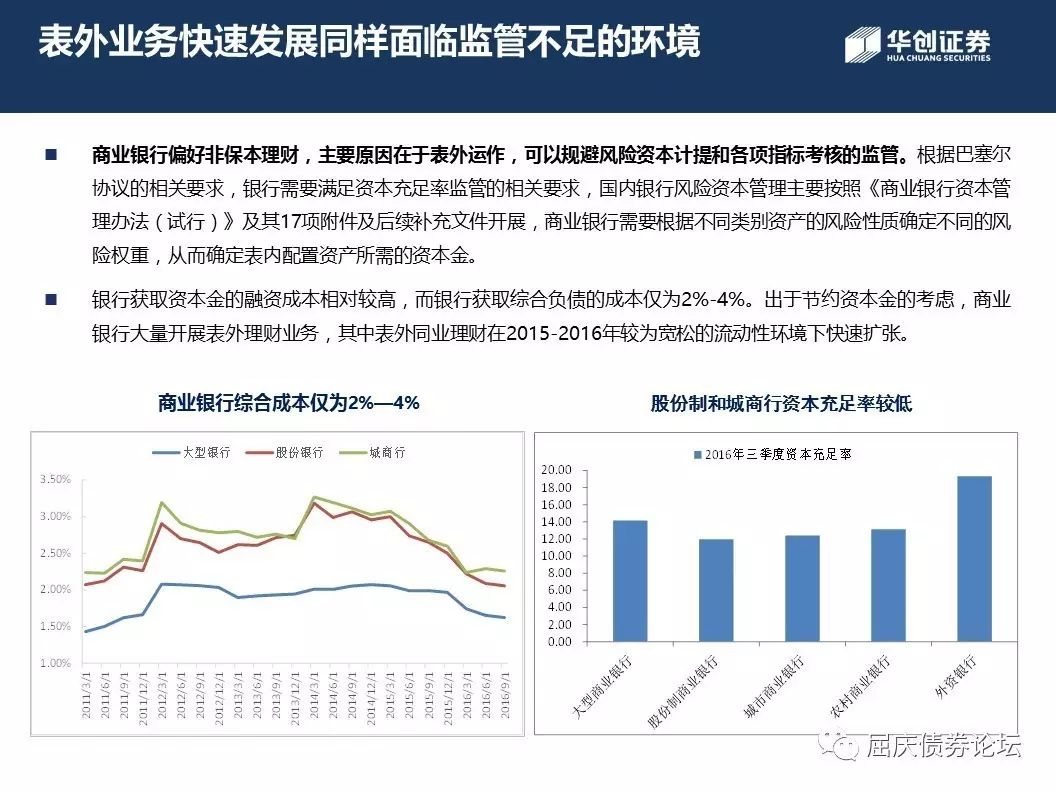 表外业务快速发展同样面临监管不足的环境
华创证券
HUA CHUANG SECURITIES
商业银行偏好非保本理财，主要原因在于表外运作，可以规避风险资本计提和各项指标考核的监管。根据巴塞尔
协议的相关要求，银行需要满足资本充足率监管的相关要求，国内银行风险资本管理主要按照《商业银行资本管
理办法（试行）》及其17项附件及后续补充文件开展，商业银行需要根据不同类别资产的风险性质确定不同的风
险权重，从而确定表内配置资产所需的资本金。
银行获取资本金的融资成本相对较高，而银行获取综合负债的成本仅为2%-4%。出于节约资本金的考虑，商业
银行大量开展表外理财业务，其中表外同业理财在2015-2016年较为宽松的流动性环境下快速扩张。
商业银行综合成本仅为2%—4%
大型银行 股份银行 城商行
3.50%
3.00%
2.50%
2.00%
1.50%
1.00%
2011/3/1
2011/6/1
2011/9/1
2011/12/1
2012/3/1
2012/6/1
2012/9/1
2012/12/1
2013/3/1
2013/6/1
2013/9/1
2013/12/1
2014/3/1
2014/6/1
2014/9/1
2014/12/1
2015/3/1
2015/6/1
2015/9/1
2015/12/1
2016/3/1
2016/6/1
2016/9/1
股份制和城商行资本充足率较低
2016年三季度资本充足率
20.00
18.00
16.00
14.00
12.00
10.00
8.00
6.00
4.00
2.00
0.00
大型商业银行
股份制商业银行
城市商业银行
农村商业银行
外资银行
屈庆债券论坛